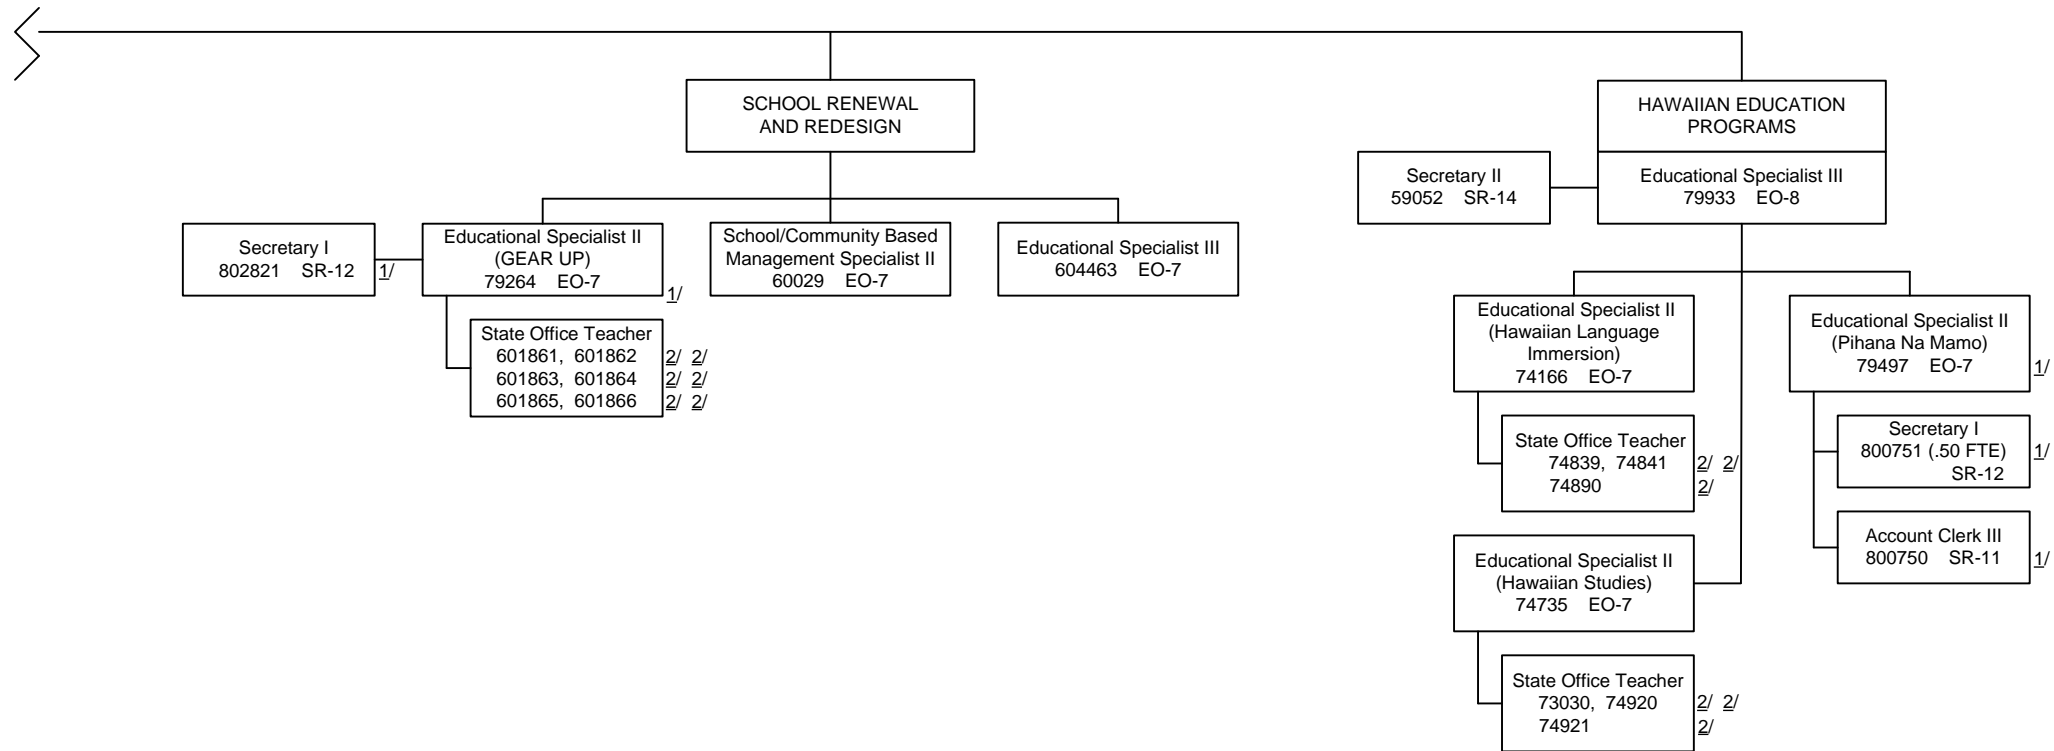 SCHOOL RENEWAL
AND REDESIGN
Secretary I
802821 SR-12 1/
Educational Specialist II
(GEAR UP)
79264 EO-7
1/
State Office Teacher
601861, 601862 2/ 2/
601863, 601864 2/ 2/
601865, 601866 2/ 2/
School/Community Based
Management Specialist II
60029 EO-7
Educational Specialist III
604463 EO-7
HAWAIIAN EDUCATION
PROGRAMS
Secretary II
59052 SR-14
Educational Specialist III
79933 EO-8
Educational Specialist II
(Hawaiian Language
Immersion)
74166 EO-7
State Office Teacher
74839, 74841 2/ 2/
74890 2/
Educational Specialist II
(Hawaiian Studies)
74735 EO-7
State Office Teacher
73030, 74920 2/ 2/
74921 2/
Educational Specialist II
(Pihana Na Mamo)
79497 EO-7 1/
Secretary I
800751 (.50 FTE) 1/
SR-12
Account Clerk III
800750 SR-11 1/